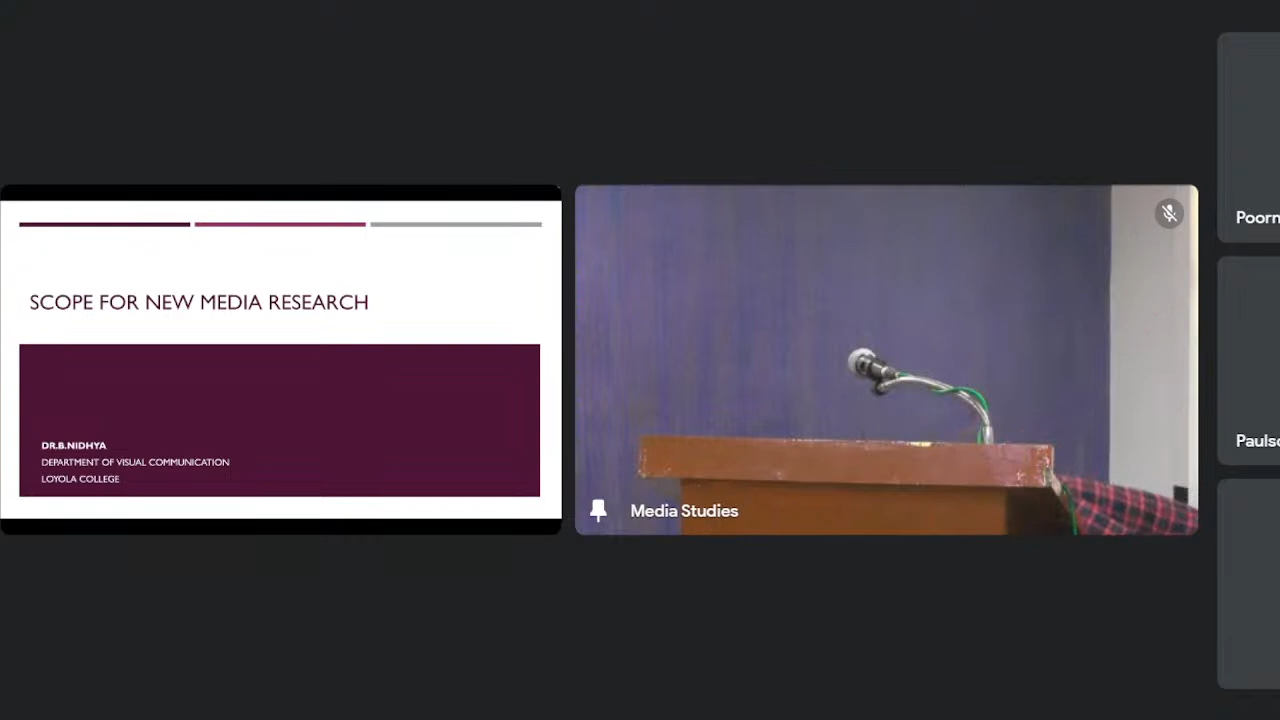 SCOPE FOR NEW MEDIA RESEARCH
DR.B.NIDHYA
DEPARTMENT OF VISUAL COMMUNICATION
LOYOLA COLLEGE
Media Studies